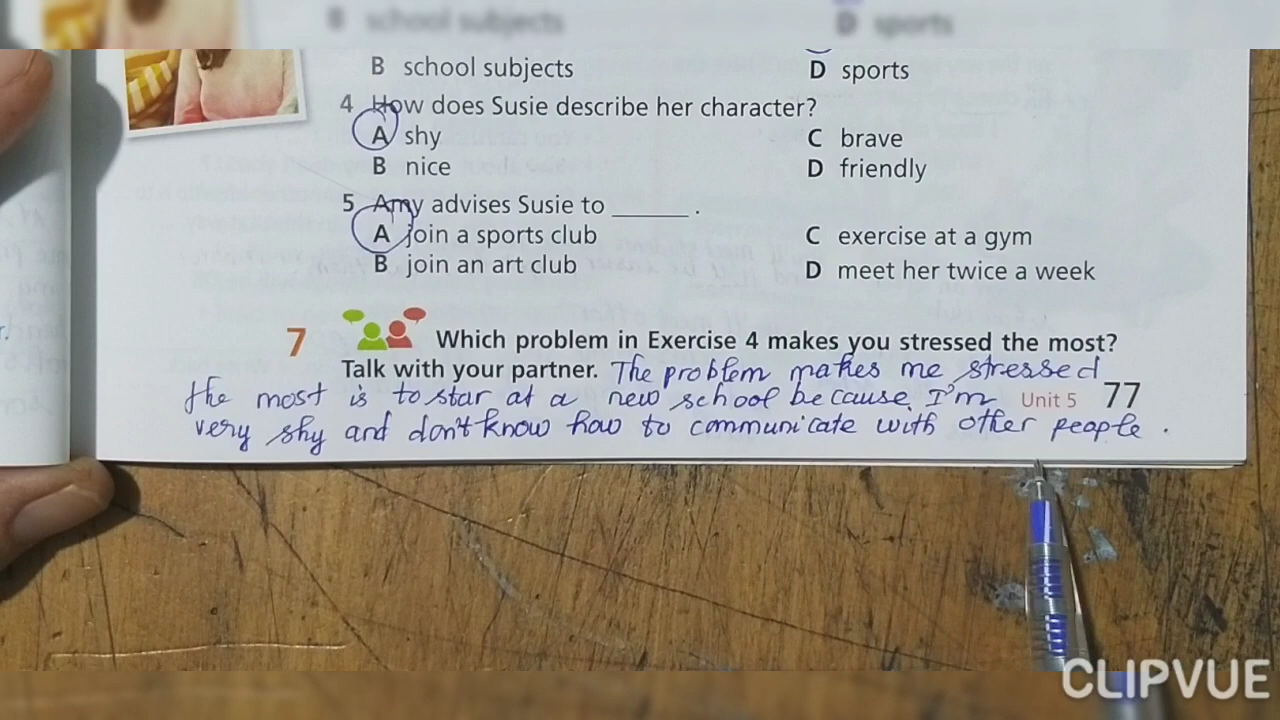 B school subjects D sports
B school subjects D sports
4 How does Susie describe her character?
A shy C brave
B nice D friendly
5 Amy advises Susie to ______ .
A join a sports club C exercise at a gym
B join an art club D meet her twice a week
7 Which problem in Exercise 4 makes you stressed the most?
Talk with your partner. The problem makes me stressed
the most is to star at a new school because I'm Unit 5 77
very shy and don't know how to communicate with other people .
CLIPVUE